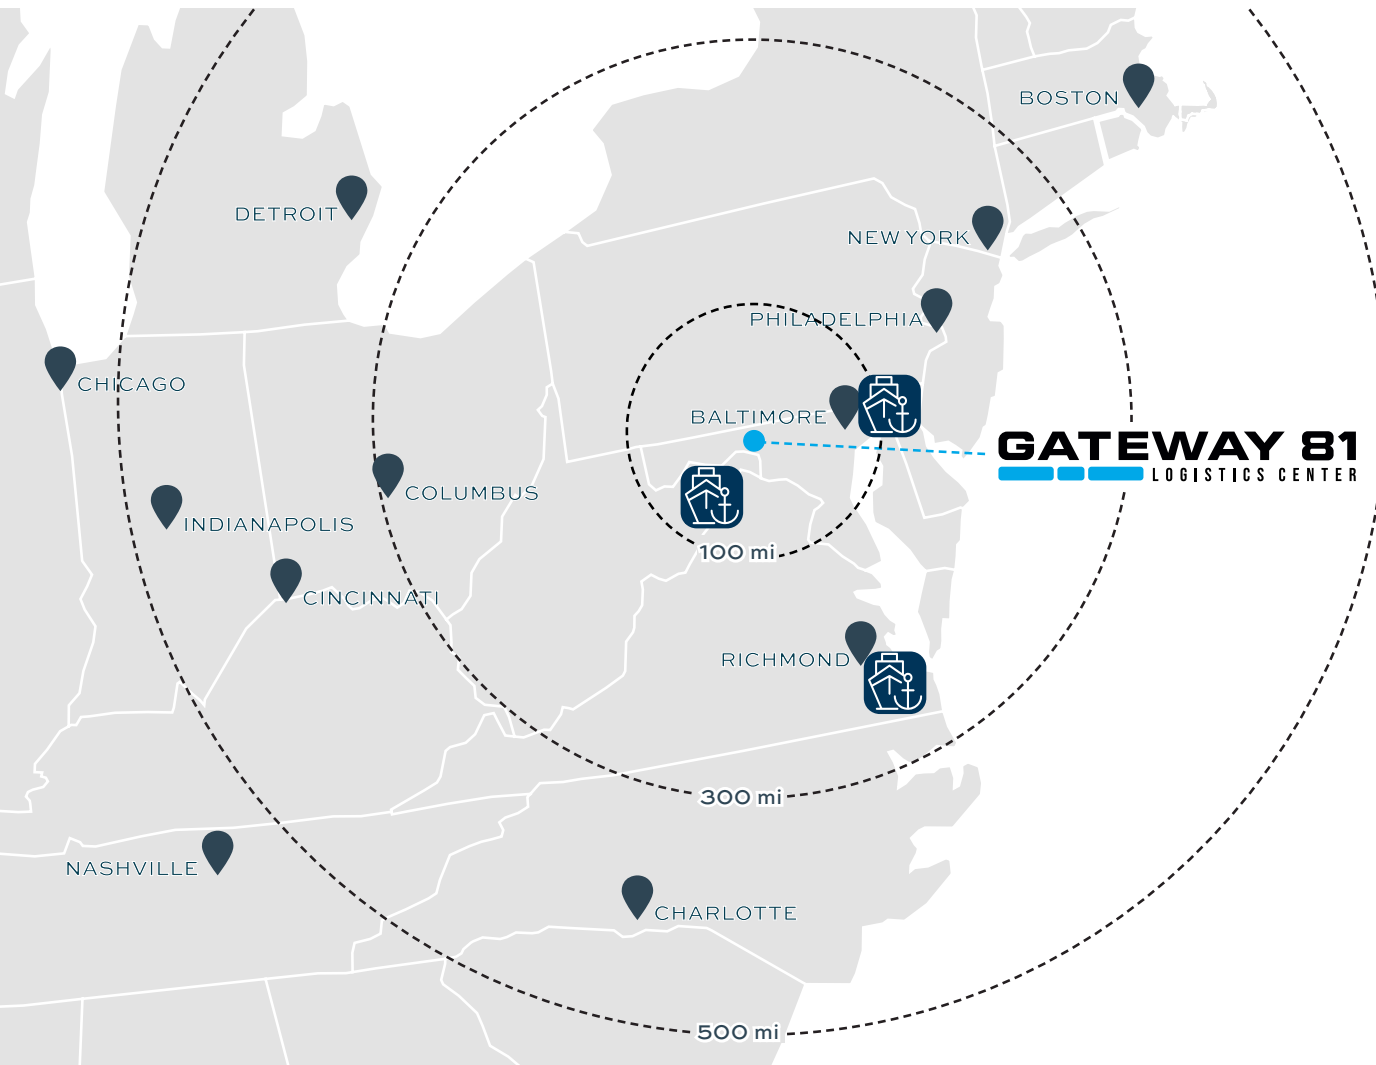 BOSTON
DETROIT
NEW YORK
PHILADELPHIA
CHICAGO
BALTIMORE
GATEWAY 81
LOGISTICS CENTER
COLUMBUS
INDIANAPOLIS
100 mi
CINCINNATI
RICHMOND
300 mi
NASHVILLE
CHARLOTTE
500 mi